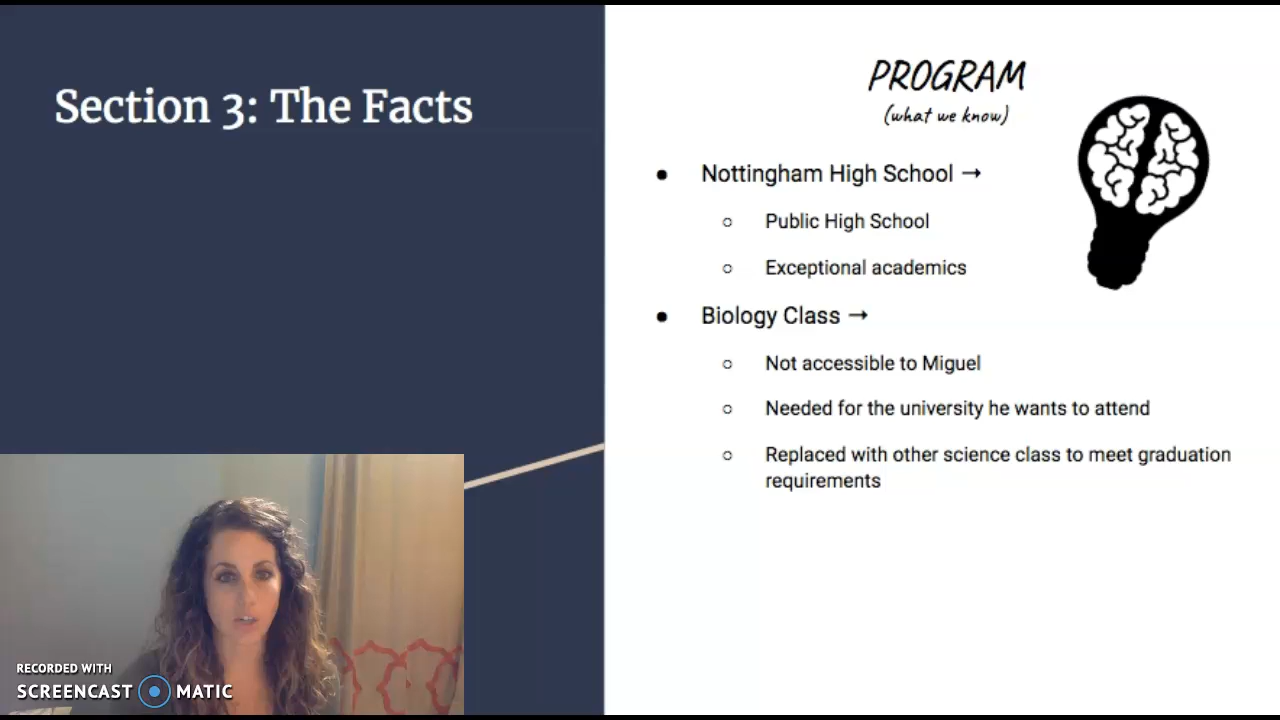 Section 3: The Facts
PROGRAM
(what we know)
● Nottingham High School →
○ Public High School
○ Exceptional academics
● Biology Class →
○ Not accessible to Miguel
○ Needed for the university he wants to attend
○ Replaced with other science class to meet graduation
requirements
RECORDED WITH
SCREENCAST MATIC